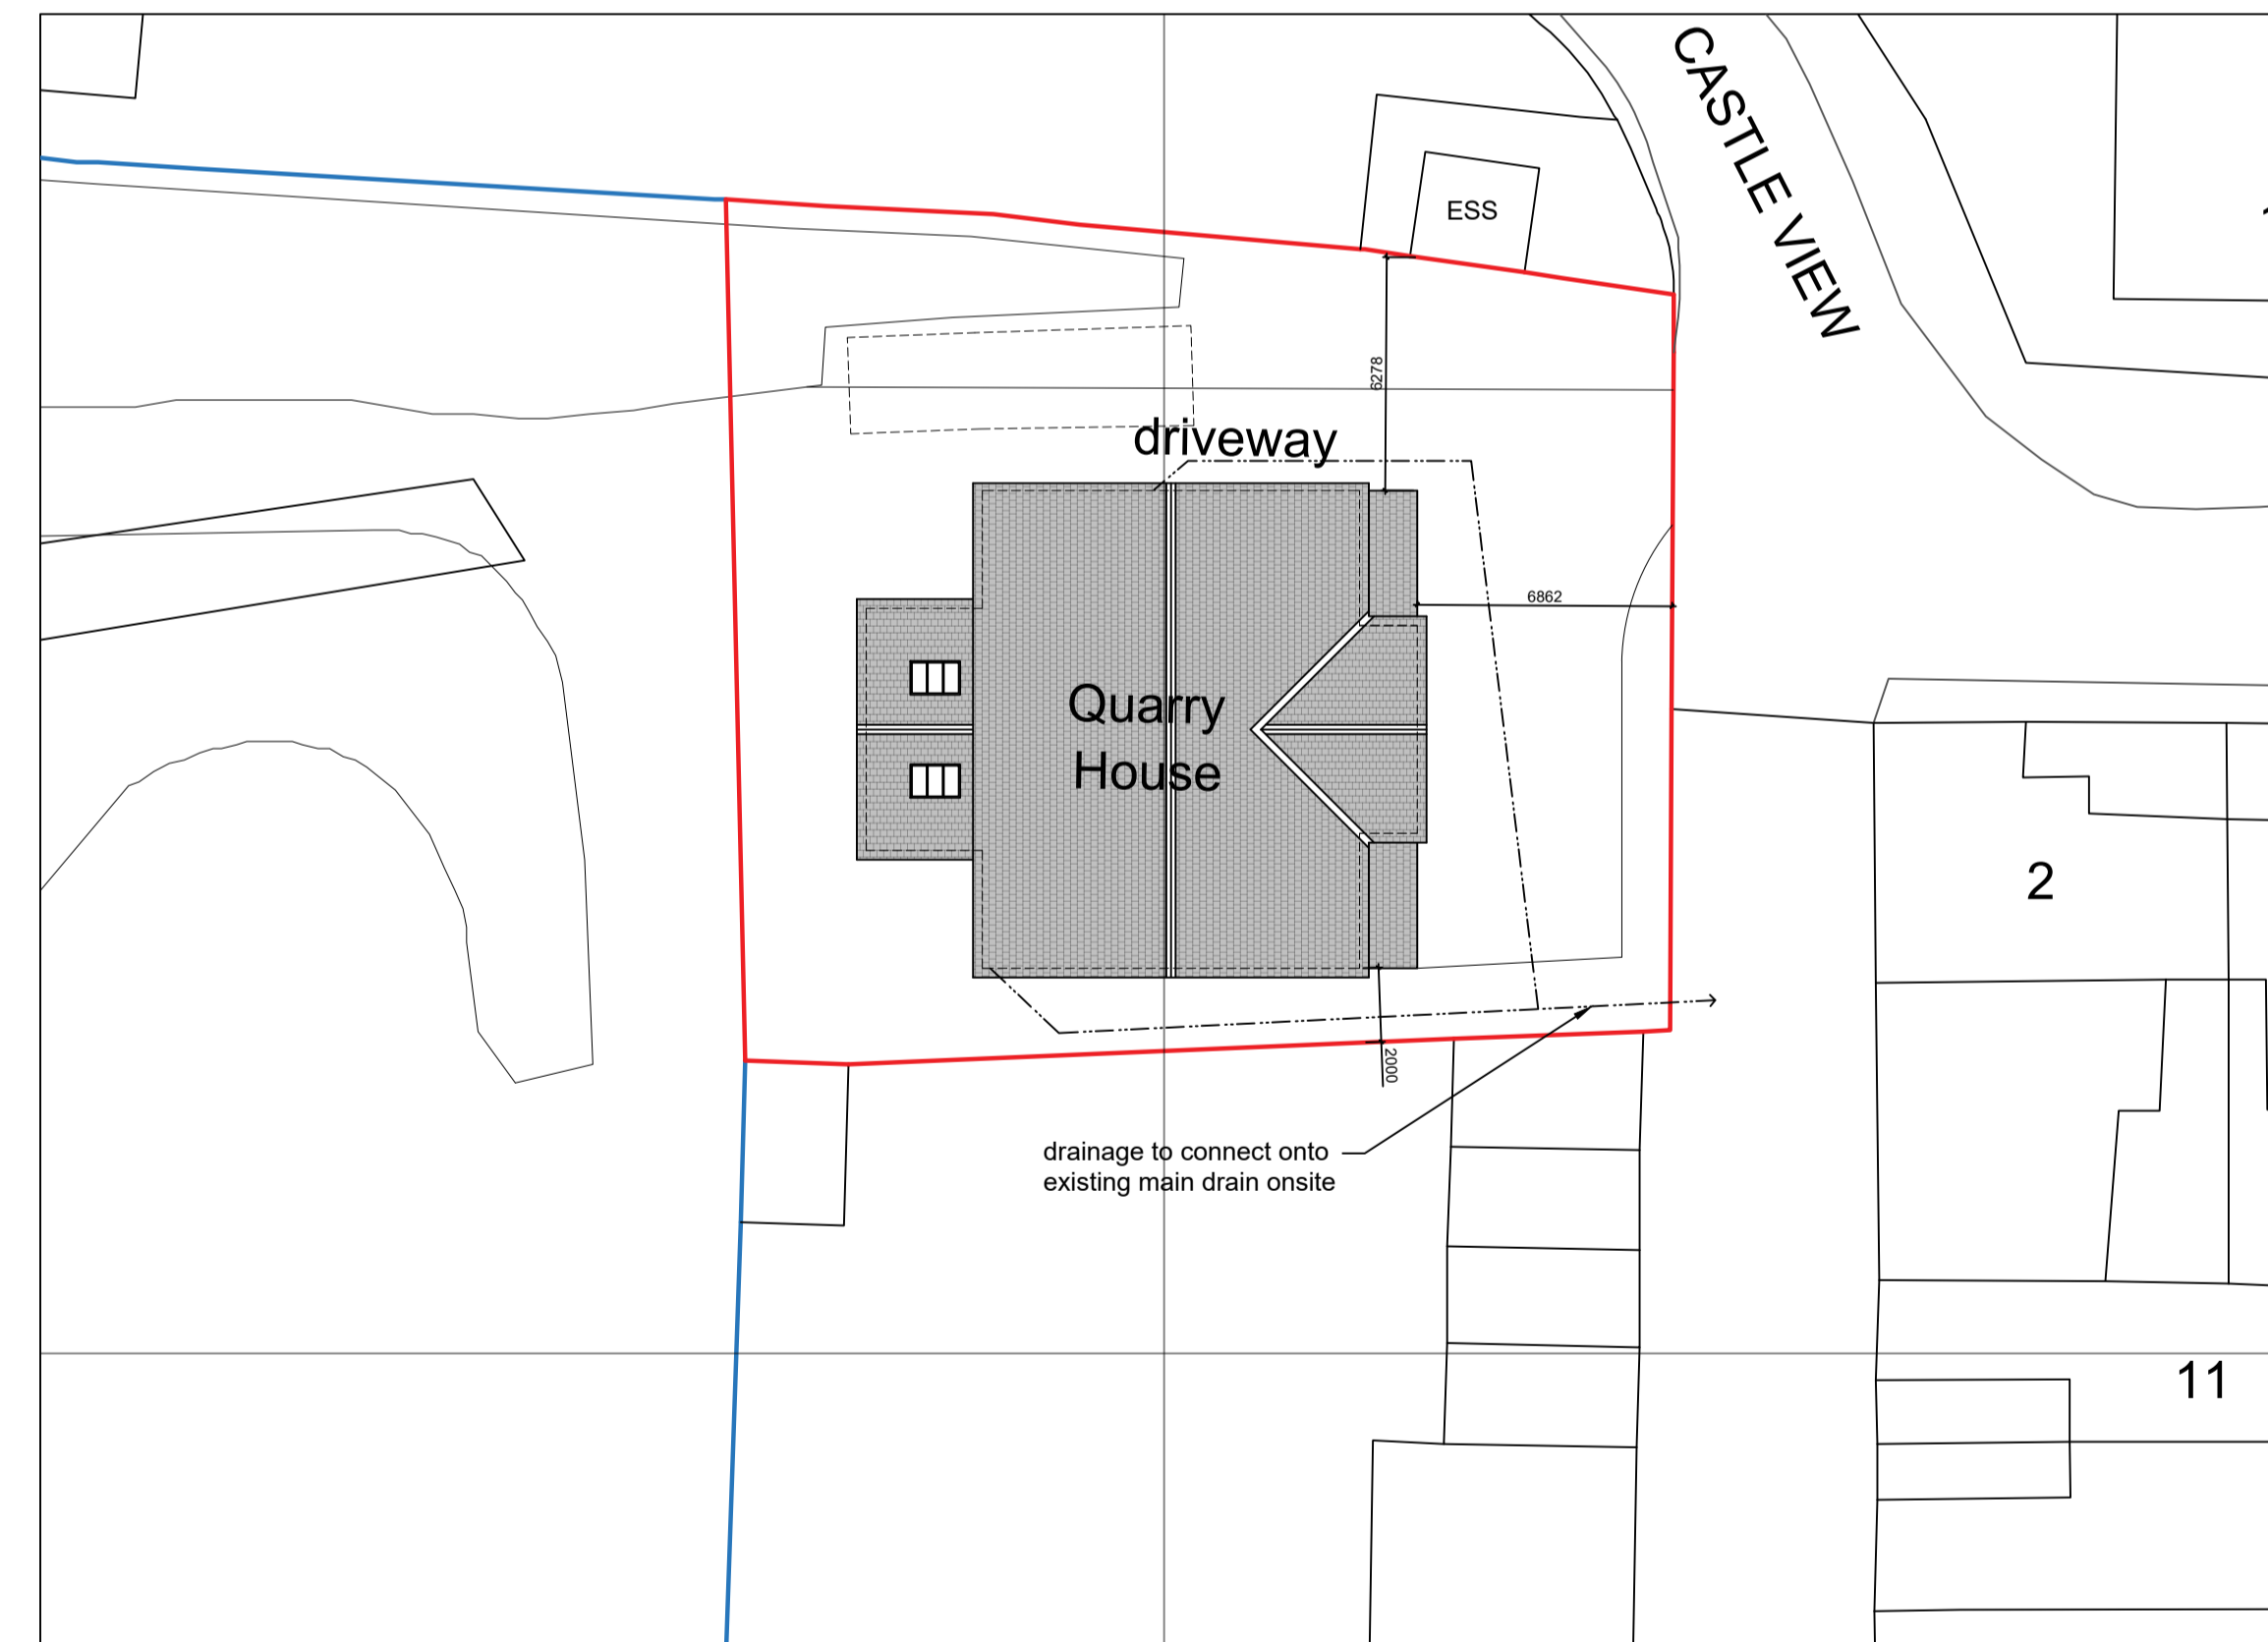 CASTLE VIEW
ESS
6278
driveway
6862
Quarry
House
2
2000
drainage to connect onto
existing main drain onsite
11